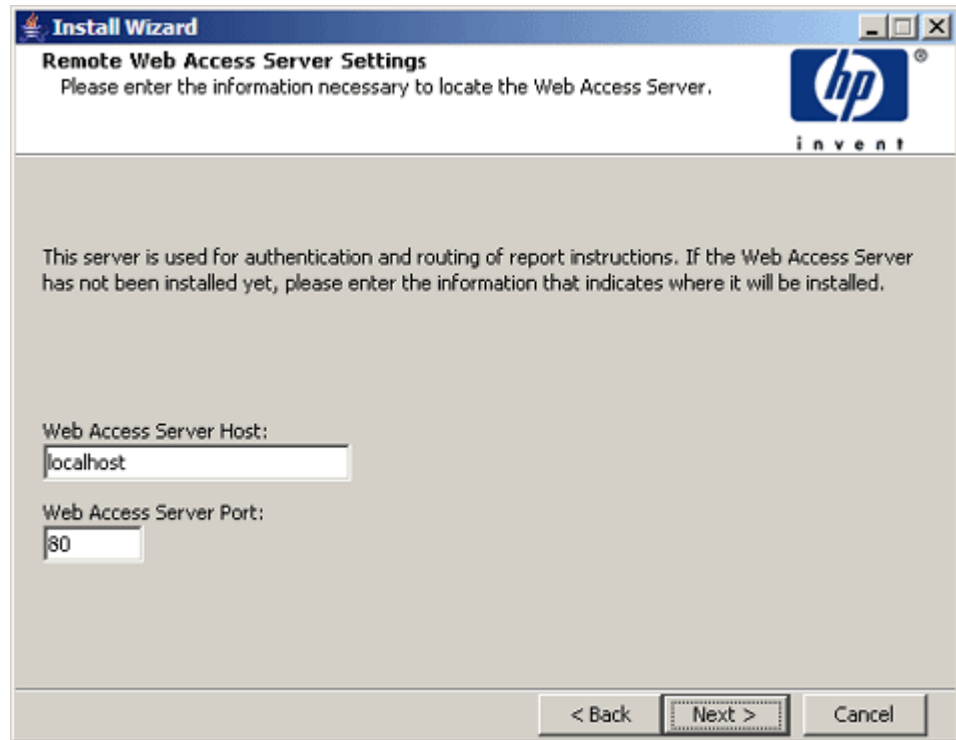 Install Wizard
Remote Web Access Server Settings
Please enter the information necessary to locate the Web Access Server.
hp
®
invent
This server is used for authentication and routing of report instructions. If the Web Access Server
has not been installed yet, please enter the information that indicates where it will be installed.
Web Access Server Host:
localhost
Web Access Server Port:
80
< Back
Next >
Cancel